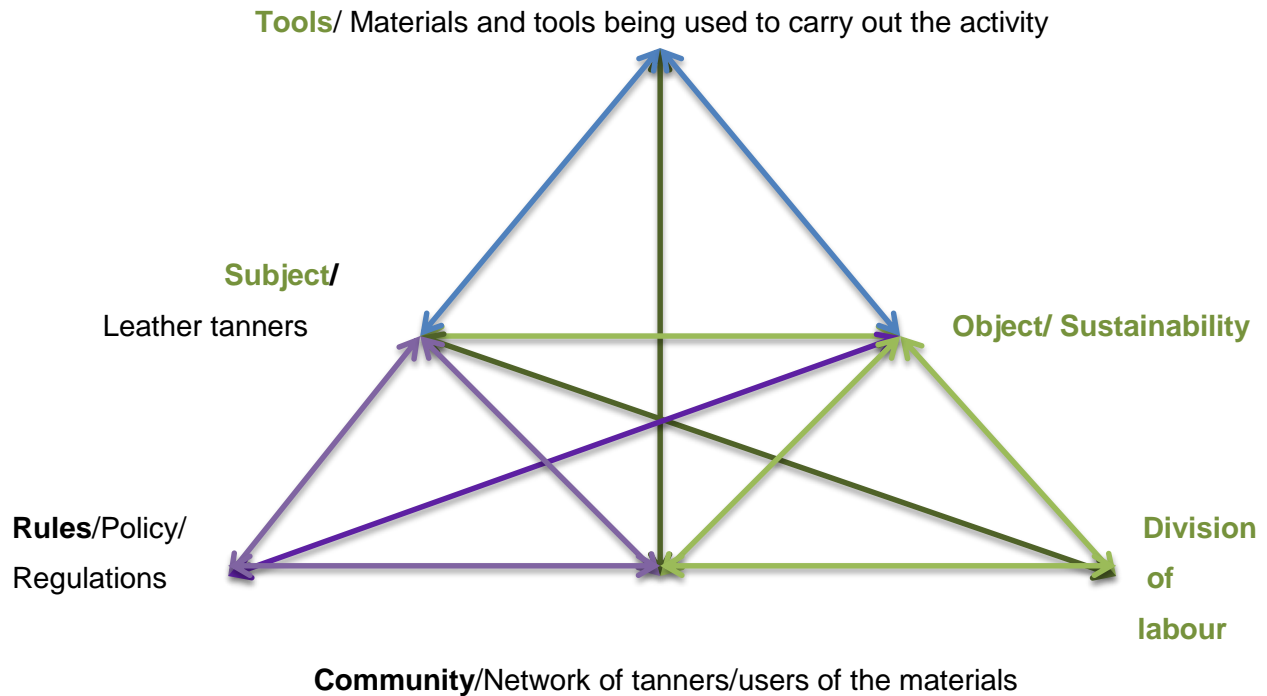 Tools/ Materials and tools being used to carry out the activity
Subject/
Leather tanners
Object/ Sustainability
Rules/Policy/
Regulations
Division
of
labour
Community/Network of tanners/users of the materials